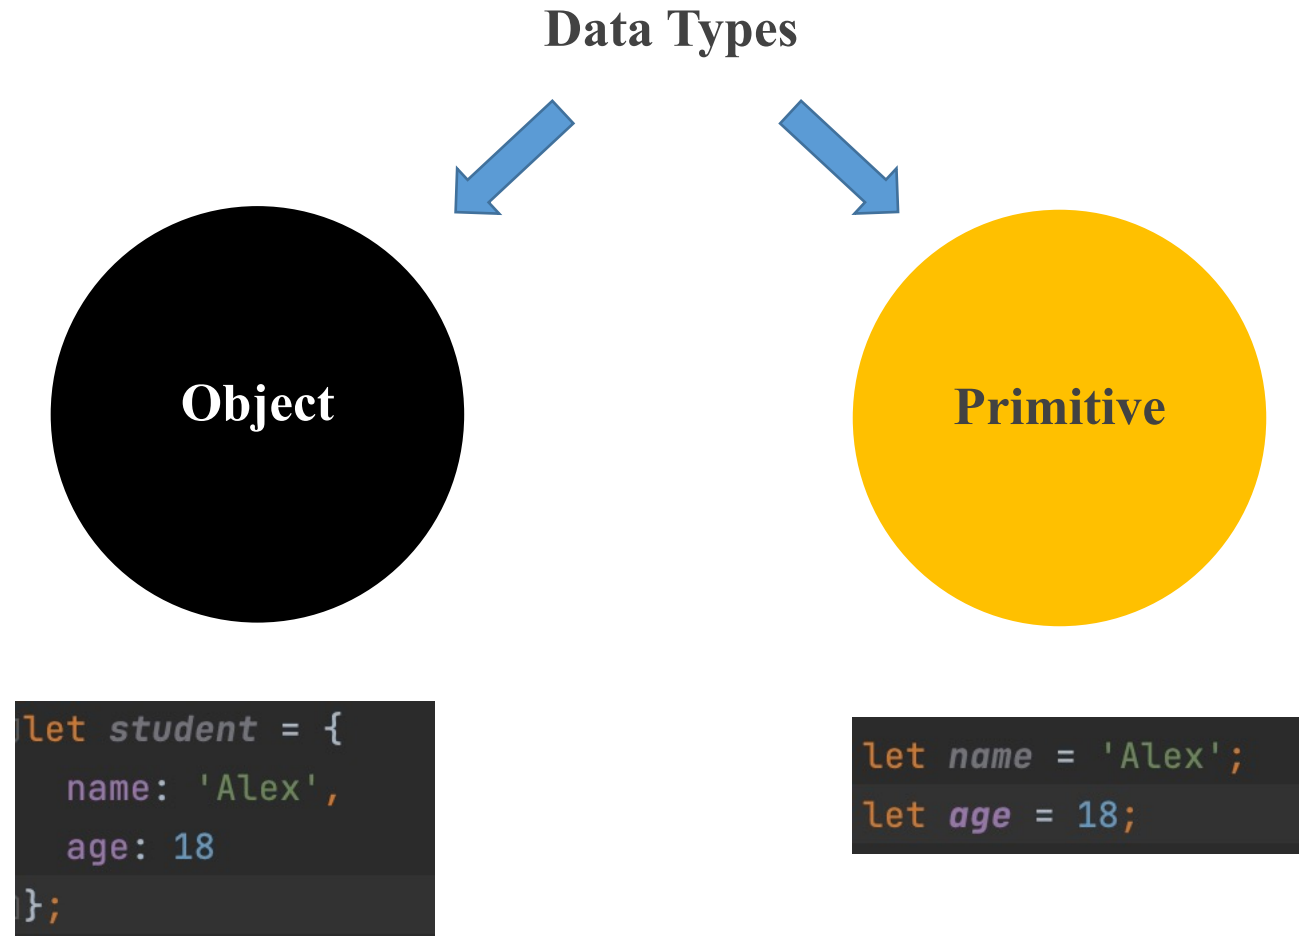 Data Types
Object
Primitive
let student = {
name: 'Alex',
age: 18
};
let name = 'Alex';
let age = 18;